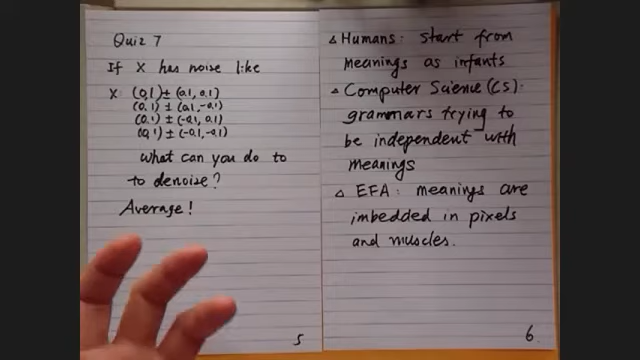 Quiz 7
If X has noise like
X: (0,1) ± (0.1, 0.1)
(0,1) ± (0.1, -0.1)
(0,1) ± (-0.1, 0.1)
(0,1) ± (-0.1, -0.1)
What can you do to
to denoize?
Average!
5
△ Humans: Start from
meanings as infants
△ Computer Science (CS):
grammars trying to
be independent with
meanings
△ EFA: meanings are
imbedded in pixels
and muscles.
6